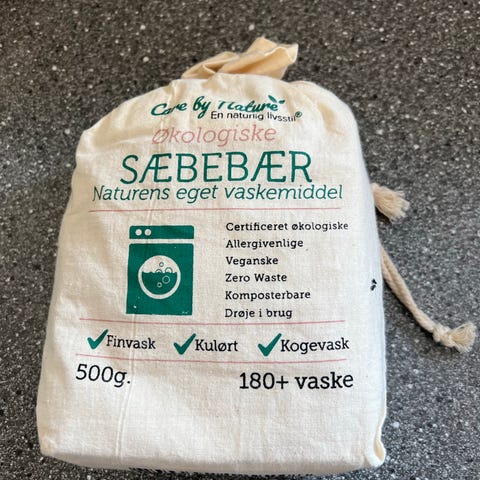 Care by Nature
En naturlig livsstil®
Økologiske
SÆBEBÆR
Naturens eget vaskemiddel
Certificeret økologiske
Allergivenlige
Veganske
Zero Waste
Komposterbare
Drøje i brug
Finvask Kulørt Kogevask
500g. 180+ vaske